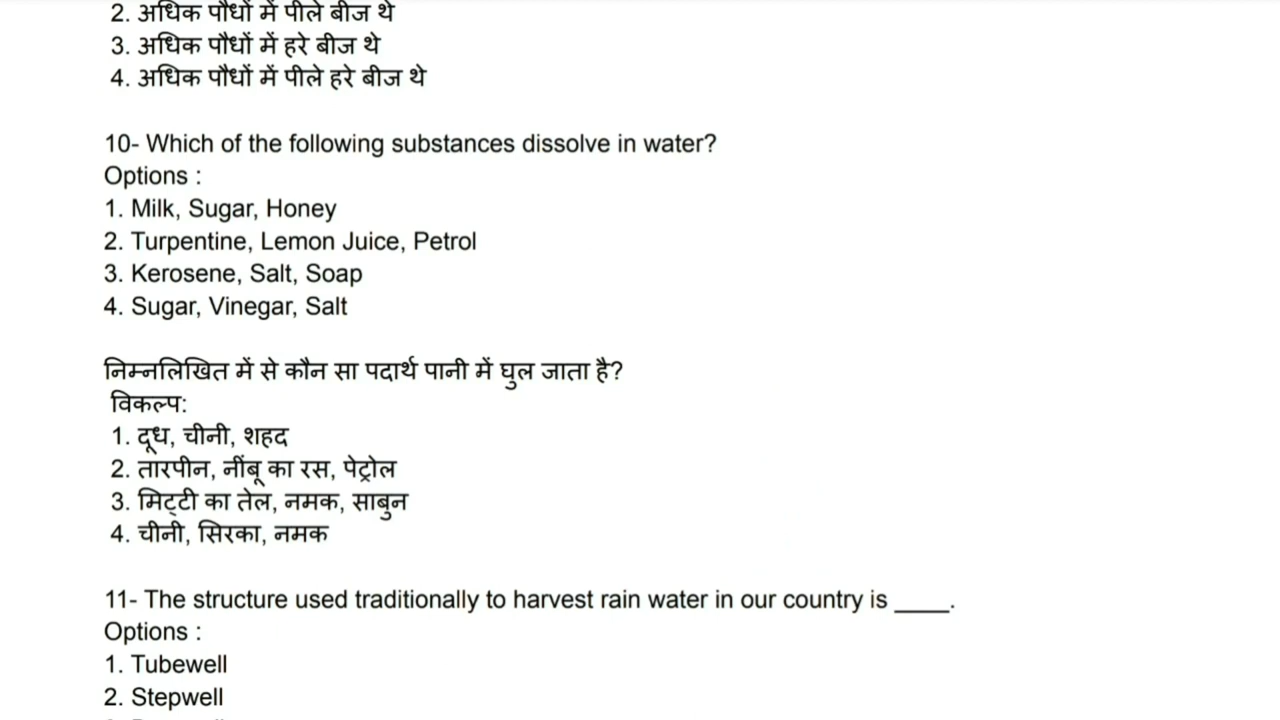 2. अधिक पौधों में पीले बीज थे
3. अधिक पौधों में हरे बीज थे
4. अधिक पौधों में पीले हरे बीज थे
10- Which of the following substances dissolve in water?
Options :
1. Milk, Sugar, Honey
2. Turpentine, Lemon Juice, Petrol
3. Kerosene, Salt, Soap
4. Sugar, Vinegar, Salt
निम्नलिखित में से कौन सा पदार्थ पानी में घुल जाता है?
विकल्प:
1. दूध, चीनी, शहद
2. तारपीन, नींबू का रस, पेट्रोल
3. मिट्टी का तेल, नमक, साबुन
4. चीनी, सिरका, नमक
11- The structure used traditionally to harvest rain water in our country is ____.
Options :
1. Tubewell
2. Stepwell